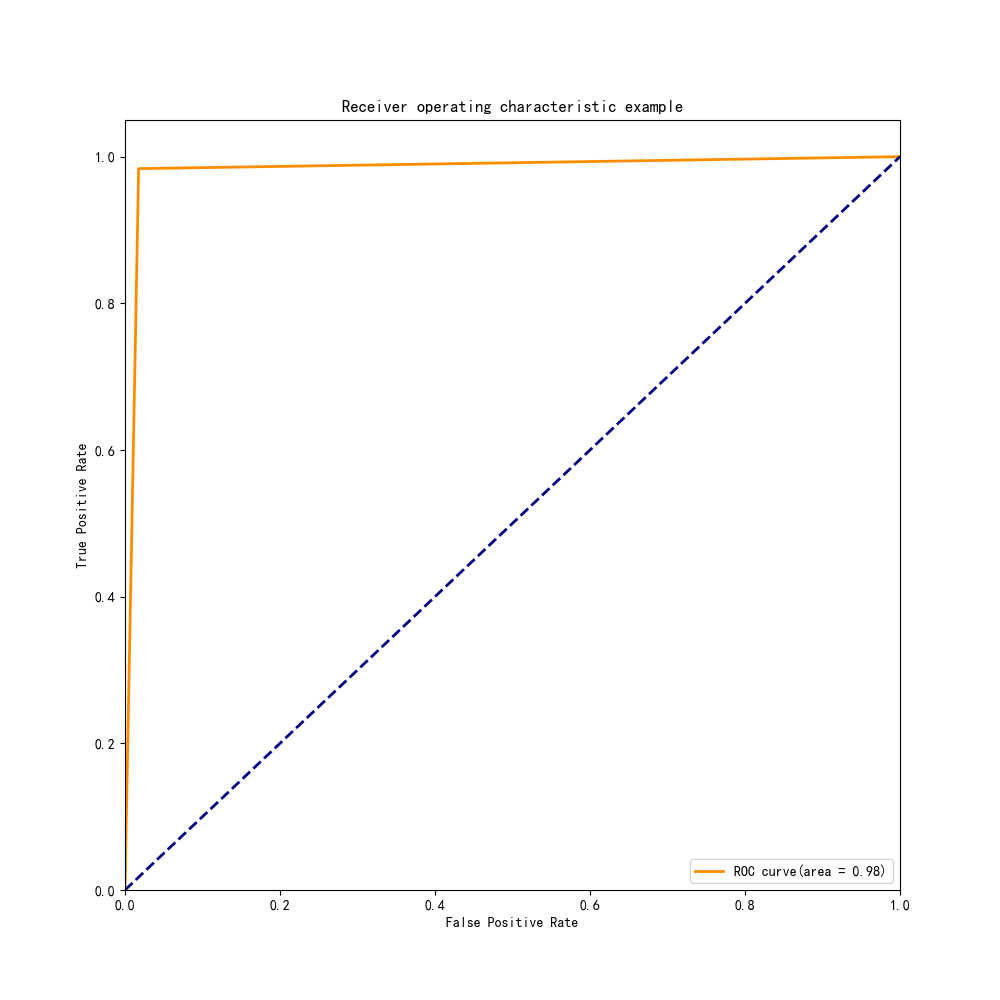 Receiver operating characteristic example
1.0
0.8
0.6
0.4
0.2
0.0
True Positive Rate
0.0 0.2 0.4 0.6 0.8 1.0
False Positive Rate
ROC curve(area = 0.98)